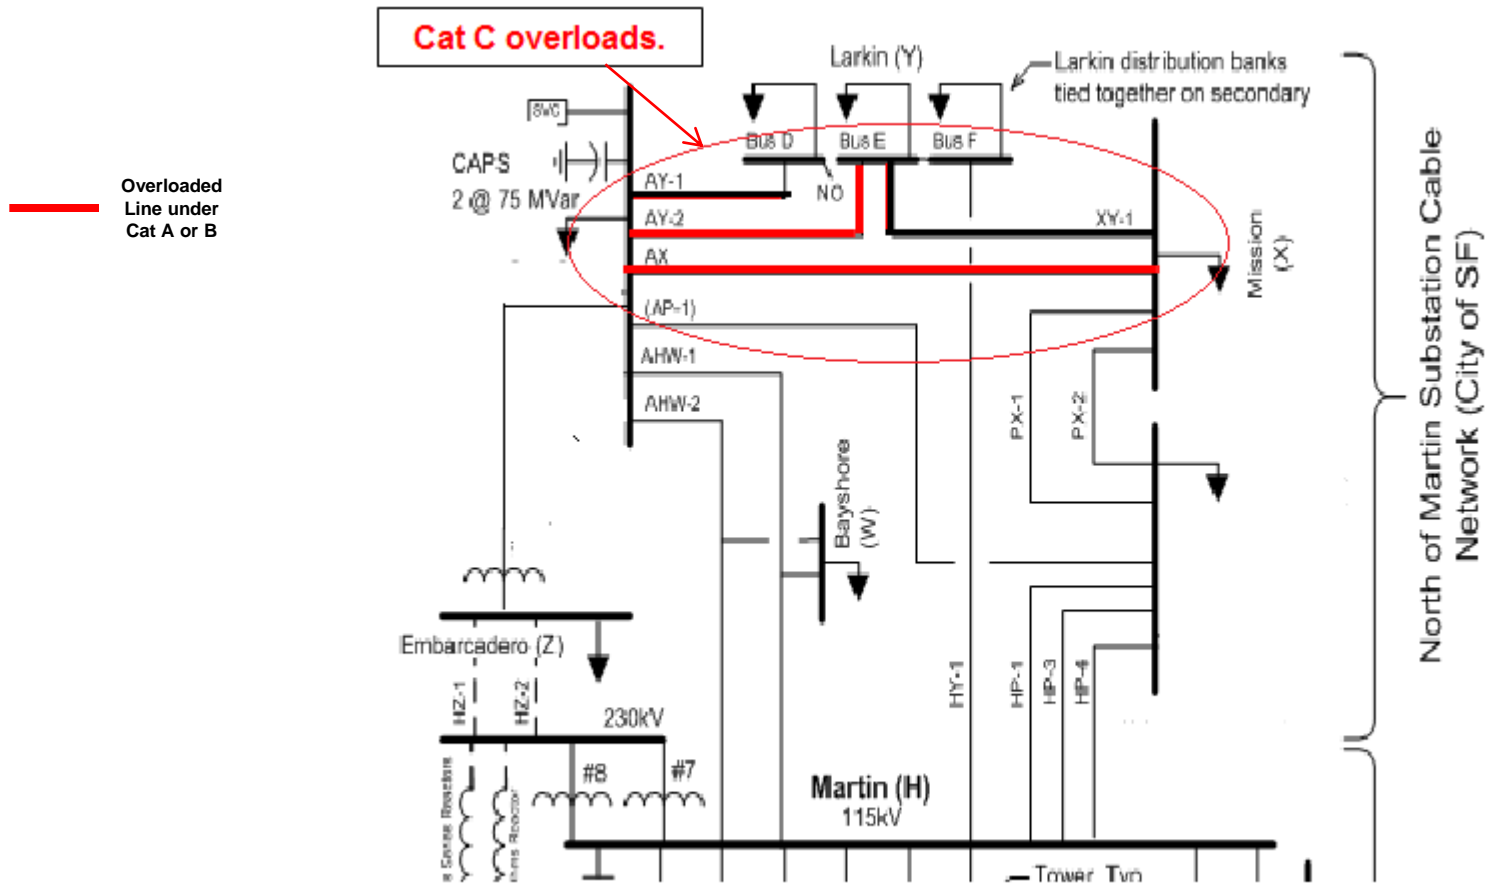 Cat C overloads.
Larkin (Y)
Larkin distribution banks
tied together on secondary
SVC
Bus D
Bus E
Bus F
CAPS
2 @ 75 MVar
Overloaded
Line under
Cat A or B
AY-1
NO
AY-2
XY-1
AX
Mission
(X)
(AP-1)
AHW-1
AHW-2
PX-1
PX-2
Bayshore
(W)
North of Martin Substation Cable
Network (City of SF)
Embarcadero (Z)
HZ-1
HZ-2
230kV
HY-1
HP-1
HP-3
HP-4
#8
#7
Martin (H)
115kV
Reactor